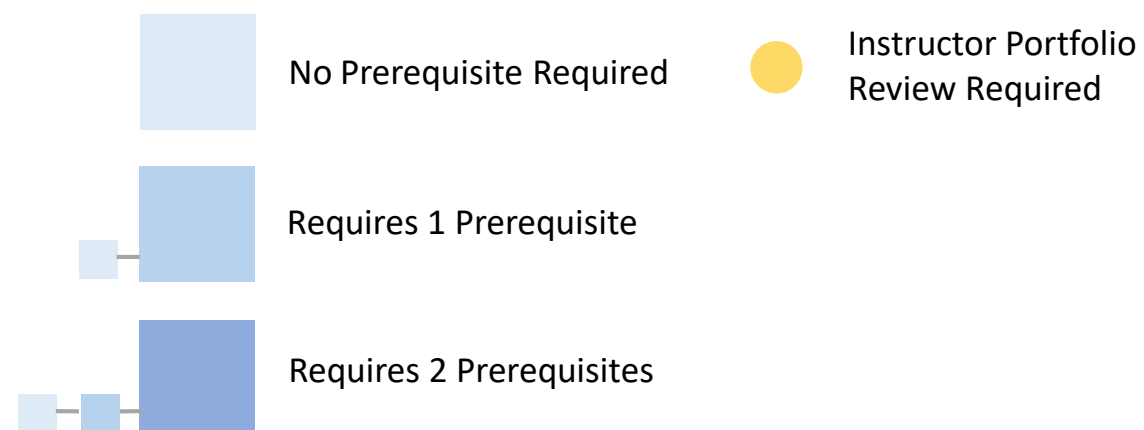 No Prerequisite Required
Instructor Portfolio
Review Required
Requires 1 Prerequisite
Requires 2 Prerequisites